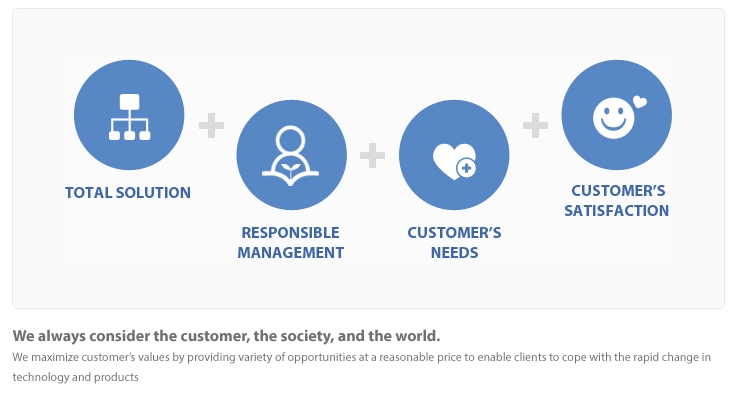 TOTAL SOLUTION
RESPONSIBLE
MANAGEMENT
CUSTOMER'S
NEEDS
CUSTOMER'S
SATISFACTION
We always consider the customer, the society, and the world.
We maximize customer's values by providing variety of opportunities at a reasonable price to enable clients to cope with the rapid change in
technology and products